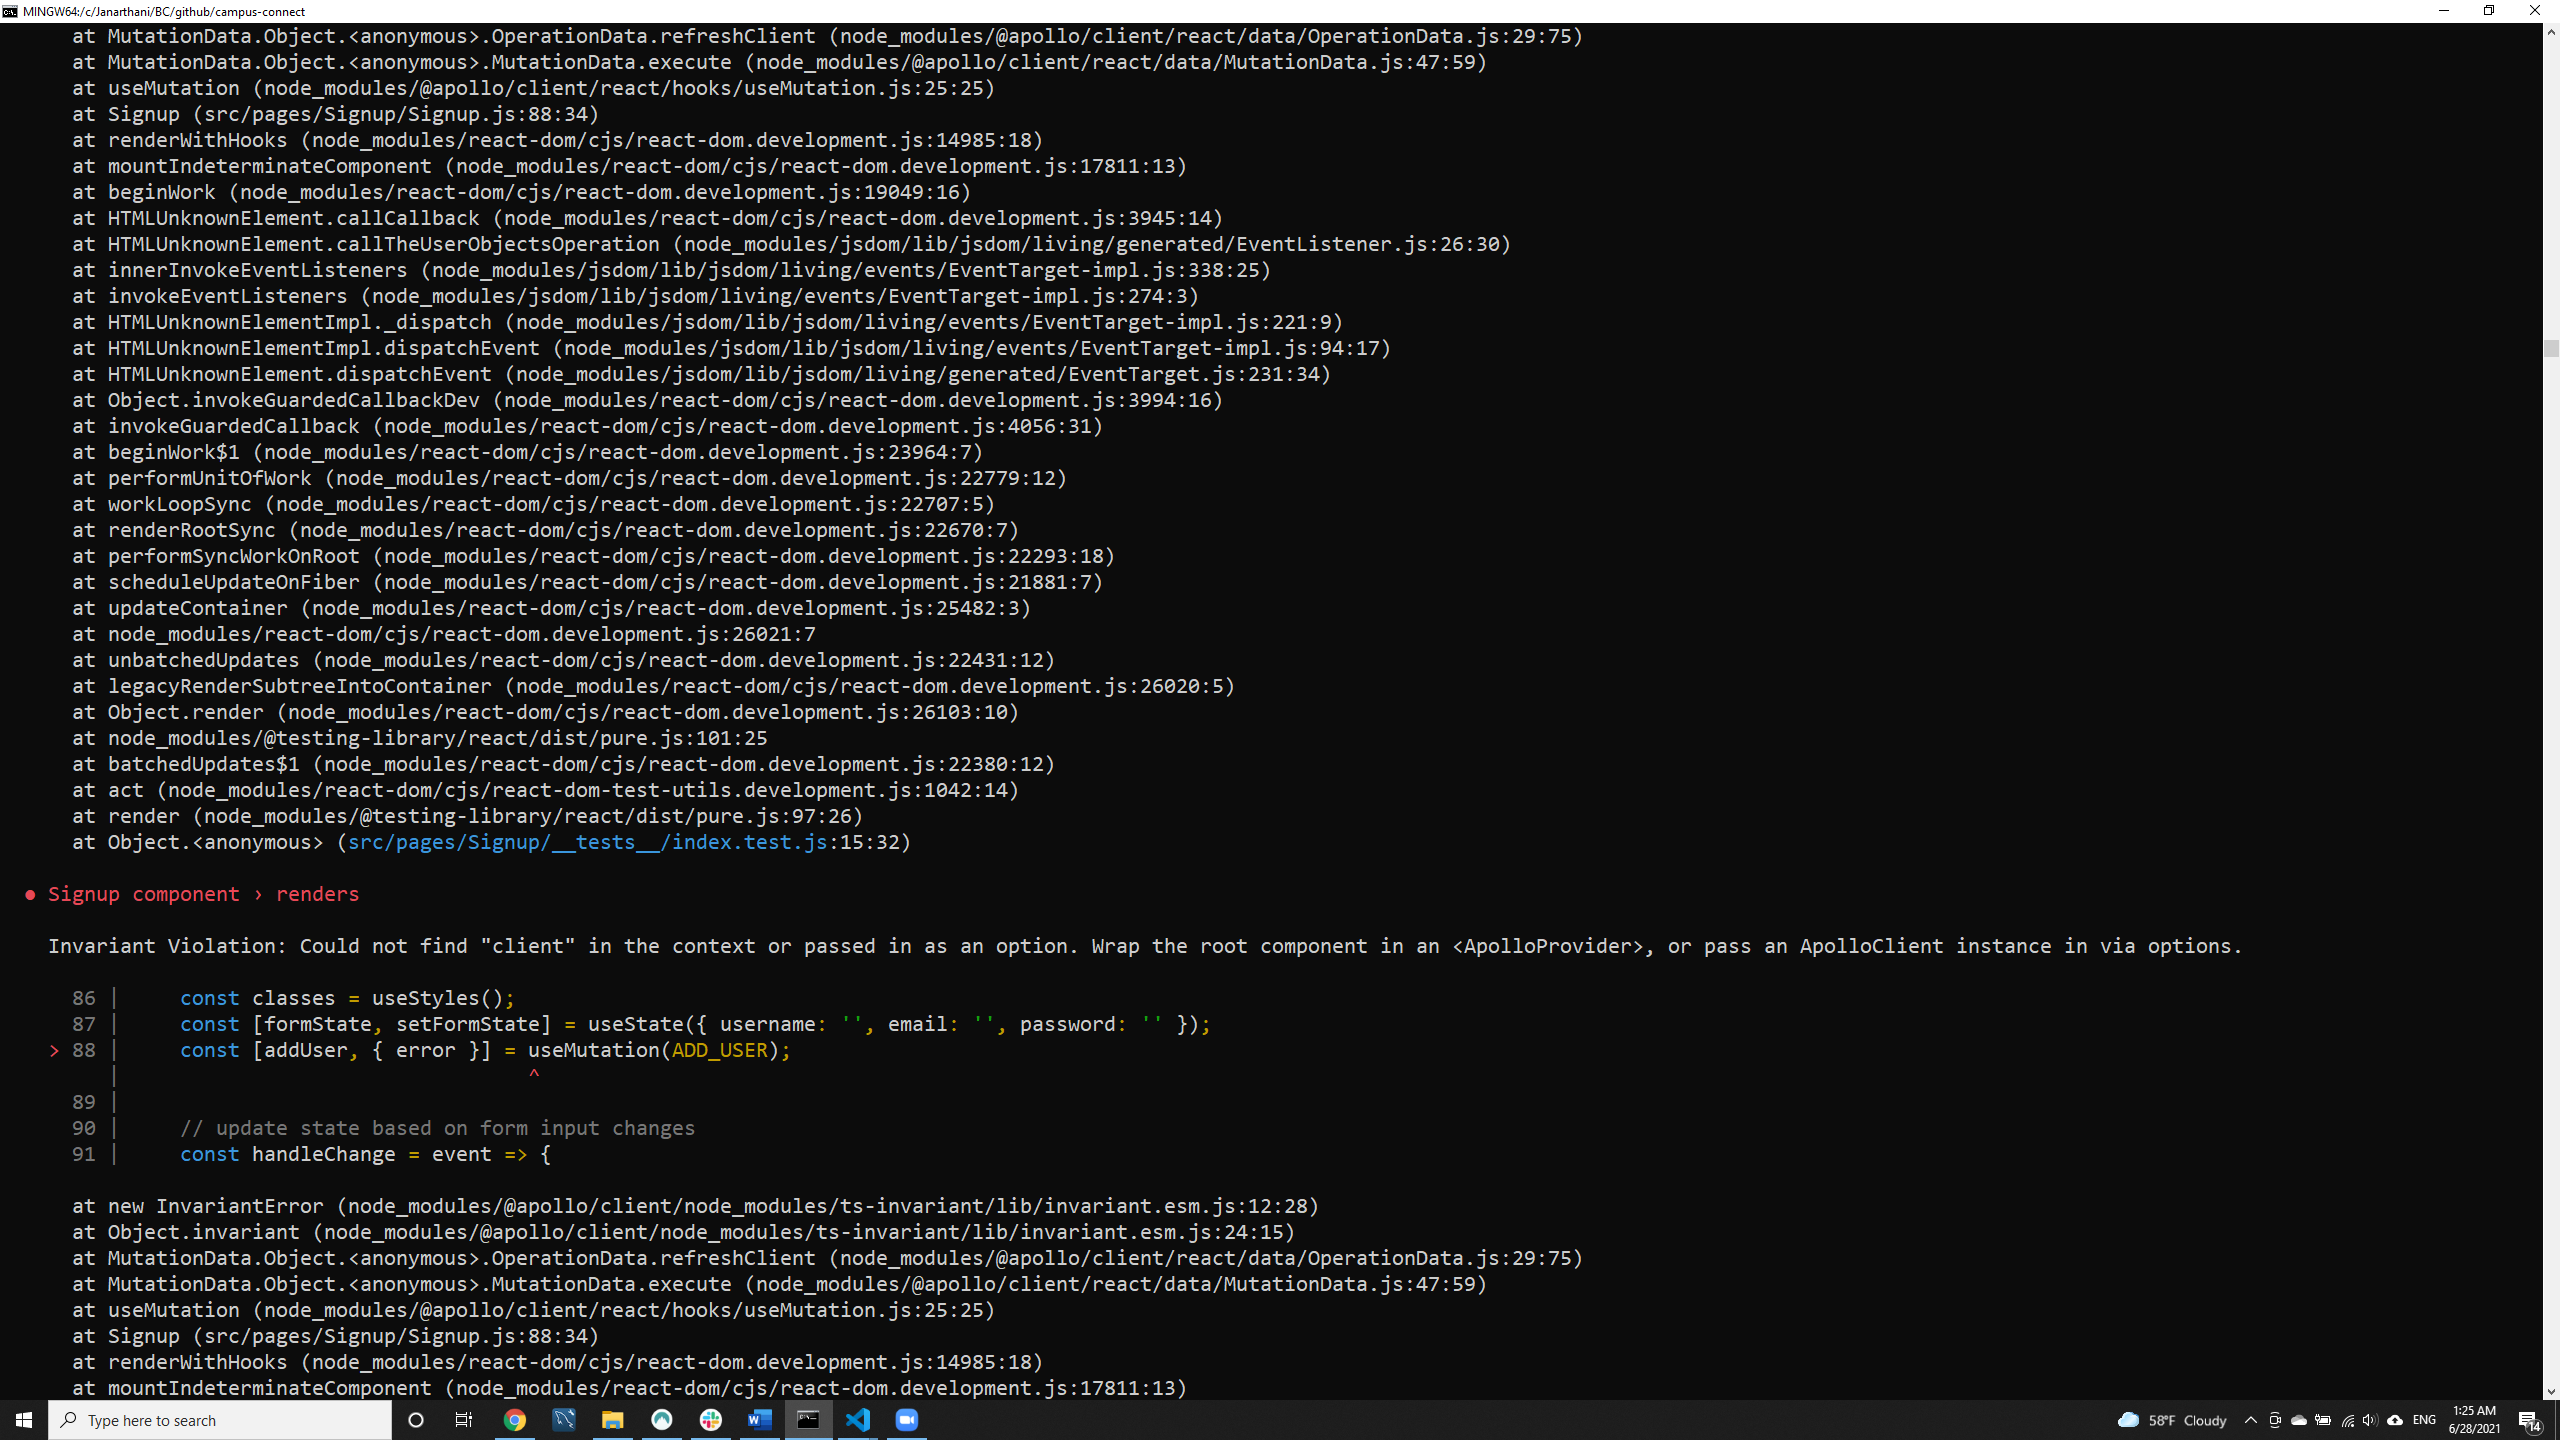 MINGW64:/c/Janarthani/BC/github/campus-connect
at MutationData.Object.<anonymous>.OperationData.refreshClient (node_modules/@apollo/client/react/data/OperationData.js:29:75)
at MutationData.Object.<anonymous>.MutationData.execute (node_modules/@apollo/client/react/data/MutationData.js:47:59)
at useMutation (node_modules/@apollo/client/react/hooks/useMutation.js:25:25)
at Signup (src/pages/Signup/Signup.js:88:34)
at renderWithHooks (node_modules/react-dom/cjs/react-dom.development.js:14985:18)
at mountIndeterminateComponent (node_modules/react-dom/cjs/react-dom.development.js:17811:13)
at beginWork (node_modules/react-dom/cjs/react-dom.development.js:19049:16)
at HTMLUnknownElement.callCallback (node_modules/react-dom/cjs/react-dom.development.js:3945:14)
at HTMLUnknownElement.callTheUserObjectsOperation (node_modules/jsdom/lib/jsdom/living/generated/EventListener.js:26:30)
at innerInvokeEventListeners (node_modules/jsdom/lib/jsdom/living/events/EventTarget-impl.js:338:25)
at invokeEventListeners (node_modules/jsdom/lib/jsdom/living/events/EventTarget-impl.js:274:3)
at HTMLUnknownElementImpl._dispatch (node_modules/jsdom/lib/jsdom/living/events/EventTarget-impl.js:221:9)
at HTMLUnknownElementImpl.dispatchEvent (node_modules/jsdom/lib/jsdom/living/events/EventTarget-impl.js:94:17)
at HTMLUnknownElement.dispatchEvent (node_modules/jsdom/lib/jsdom/living/generated/EventTarget.js:231:34)
at Object.invokeGuardedCallbackDev (node_modules/react-dom/cjs/react-dom.development.js:3994:16)
at invokeGuardedCallback (node_modules/react-dom/cjs/react-dom.development.js:4056:31)
at beginWork$1 (node_modules/react-dom/cjs/react-dom.development.js:23964:7)
at performUnitOfWork (node_modules/react-dom/cjs/react-dom.development.js:22779:12)
at workLoopSync (node_modules/react-dom/cjs/react-dom.development.js:22707:5)
at renderRootSync (node_modules/react-dom/cjs/react-dom.development.js:22670:7)
at performSyncWorkOnRoot (node_modules/react-dom/cjs/react-dom.development.js:22293:18)
at scheduleUpdateOnFiber (node_modules/react-dom/cjs/react-dom.development.js:21881:7)
at updateContainer (node_modules/react-dom/cjs/react-dom.development.js:25482:3)
at node_modules/react-dom/cjs/react-dom.development.js:26021:7
at unbatchedUpdates (node_modules/react-dom/cjs/react-dom.development.js:22431:12)
at legacyRenderSubtreeIntoContainer (node_modules/react-dom/cjs/react-dom.development.js:26020:5)
at Object.render (node_modules/react-dom/cjs/react-dom.development.js:26103:10)
at node_modules/@testing-library/react/dist/pure.js:101:25
at batchedUpdates$1 (node_modules/react-dom/cjs/react-dom.development.js:22380:12)
at act (node_modules/react-dom/cjs/react-dom-test-utils.development.js:1042:14)
at render (node_modules/@testing-library/react/dist/pure.js:97:26)
at Object.<anonymous> (src/pages/Signup/__tests__/index.test.js:15:32)
● Signup component › renders
Invariant Violation: Could not find "client" in the context or passed in as an option. Wrap the root component in an <ApolloProvider>, or pass an ApolloClient instance in via options.
86 |     const classes = useStyles();
87 |     const [formState, setFormState] = useState({ username: '', email: '', password: '' });
> 88 |     const [addUser, { error }] = useMutation(ADD_USER);
|                                  ^
89 |
90 |     // update state based on form input changes
91 |     const handleChange = event => {
at new InvariantError (node_modules/@apollo/client/node_modules/ts-invariant/lib/invariant.esm.js:12:28)
at Object.invariant (node_modules/@apollo/client/node_modules/ts-invariant/lib/invariant.esm.js:24:15)
at MutationData.Object.<anonymous>.OperationData.refreshClient (node_modules/@apollo/client/react/data/OperationData.js:29:75)
at MutationData.Object.<anonymous>.MutationData.execute (node_modules/@apollo/client/react/data/MutationData.js:47:59)
at useMutation (node_modules/@apollo/client/react/hooks/useMutation.js:25:25)
at Signup (src/pages/Signup/Signup.js:88:34)
at renderWithHooks (node_modules/react-dom/cjs/react-dom.development.js:14985:18)
at mountIndeterminateComponent (node_modules/react-dom/cjs/react-dom.development.js:17811:13)
Type here to search
58°F Cloudy
ENG
1:25 AM
6/28/2021
14